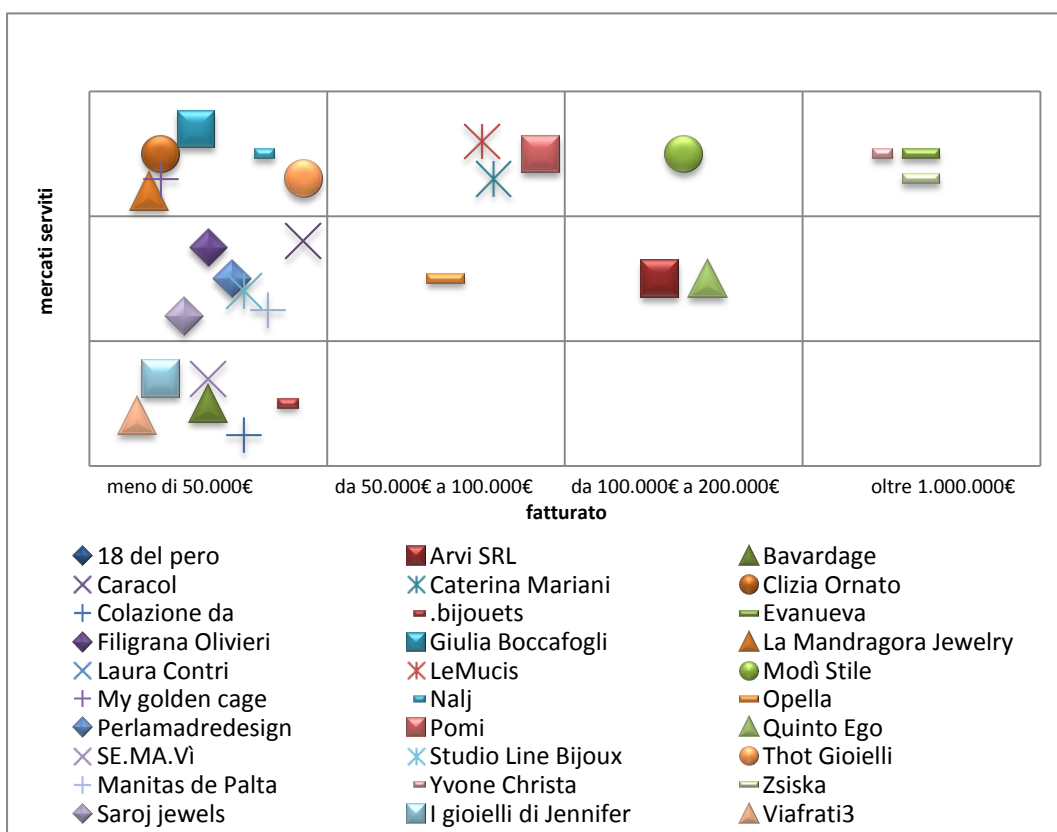 mercati serviti
meno di 50.000€ da 50.000€ a 100.000€ da 100.000€ a 200.000€ oltre 1.000.000€
fatturato
18 del pero Arvi SRL Bavardage
Caracol Caterina Mariani Clizia Ornato
Colazione da .bijouets Evanueva
Filigrana Olivieri Giulia Boccafogli La Mandragora Jewelry
Laura Contri LeMucis Modì Stile
My golden cage Nalj Opella
Perlamadredesign Pomi Quinto Ego
SE.MA.Vì Studio Line Bijoux Thot Gioielli
Manitas de Palta Yvone Christa Zsiska
Saroj jewels I gioielli di Jennifer Viafrati3